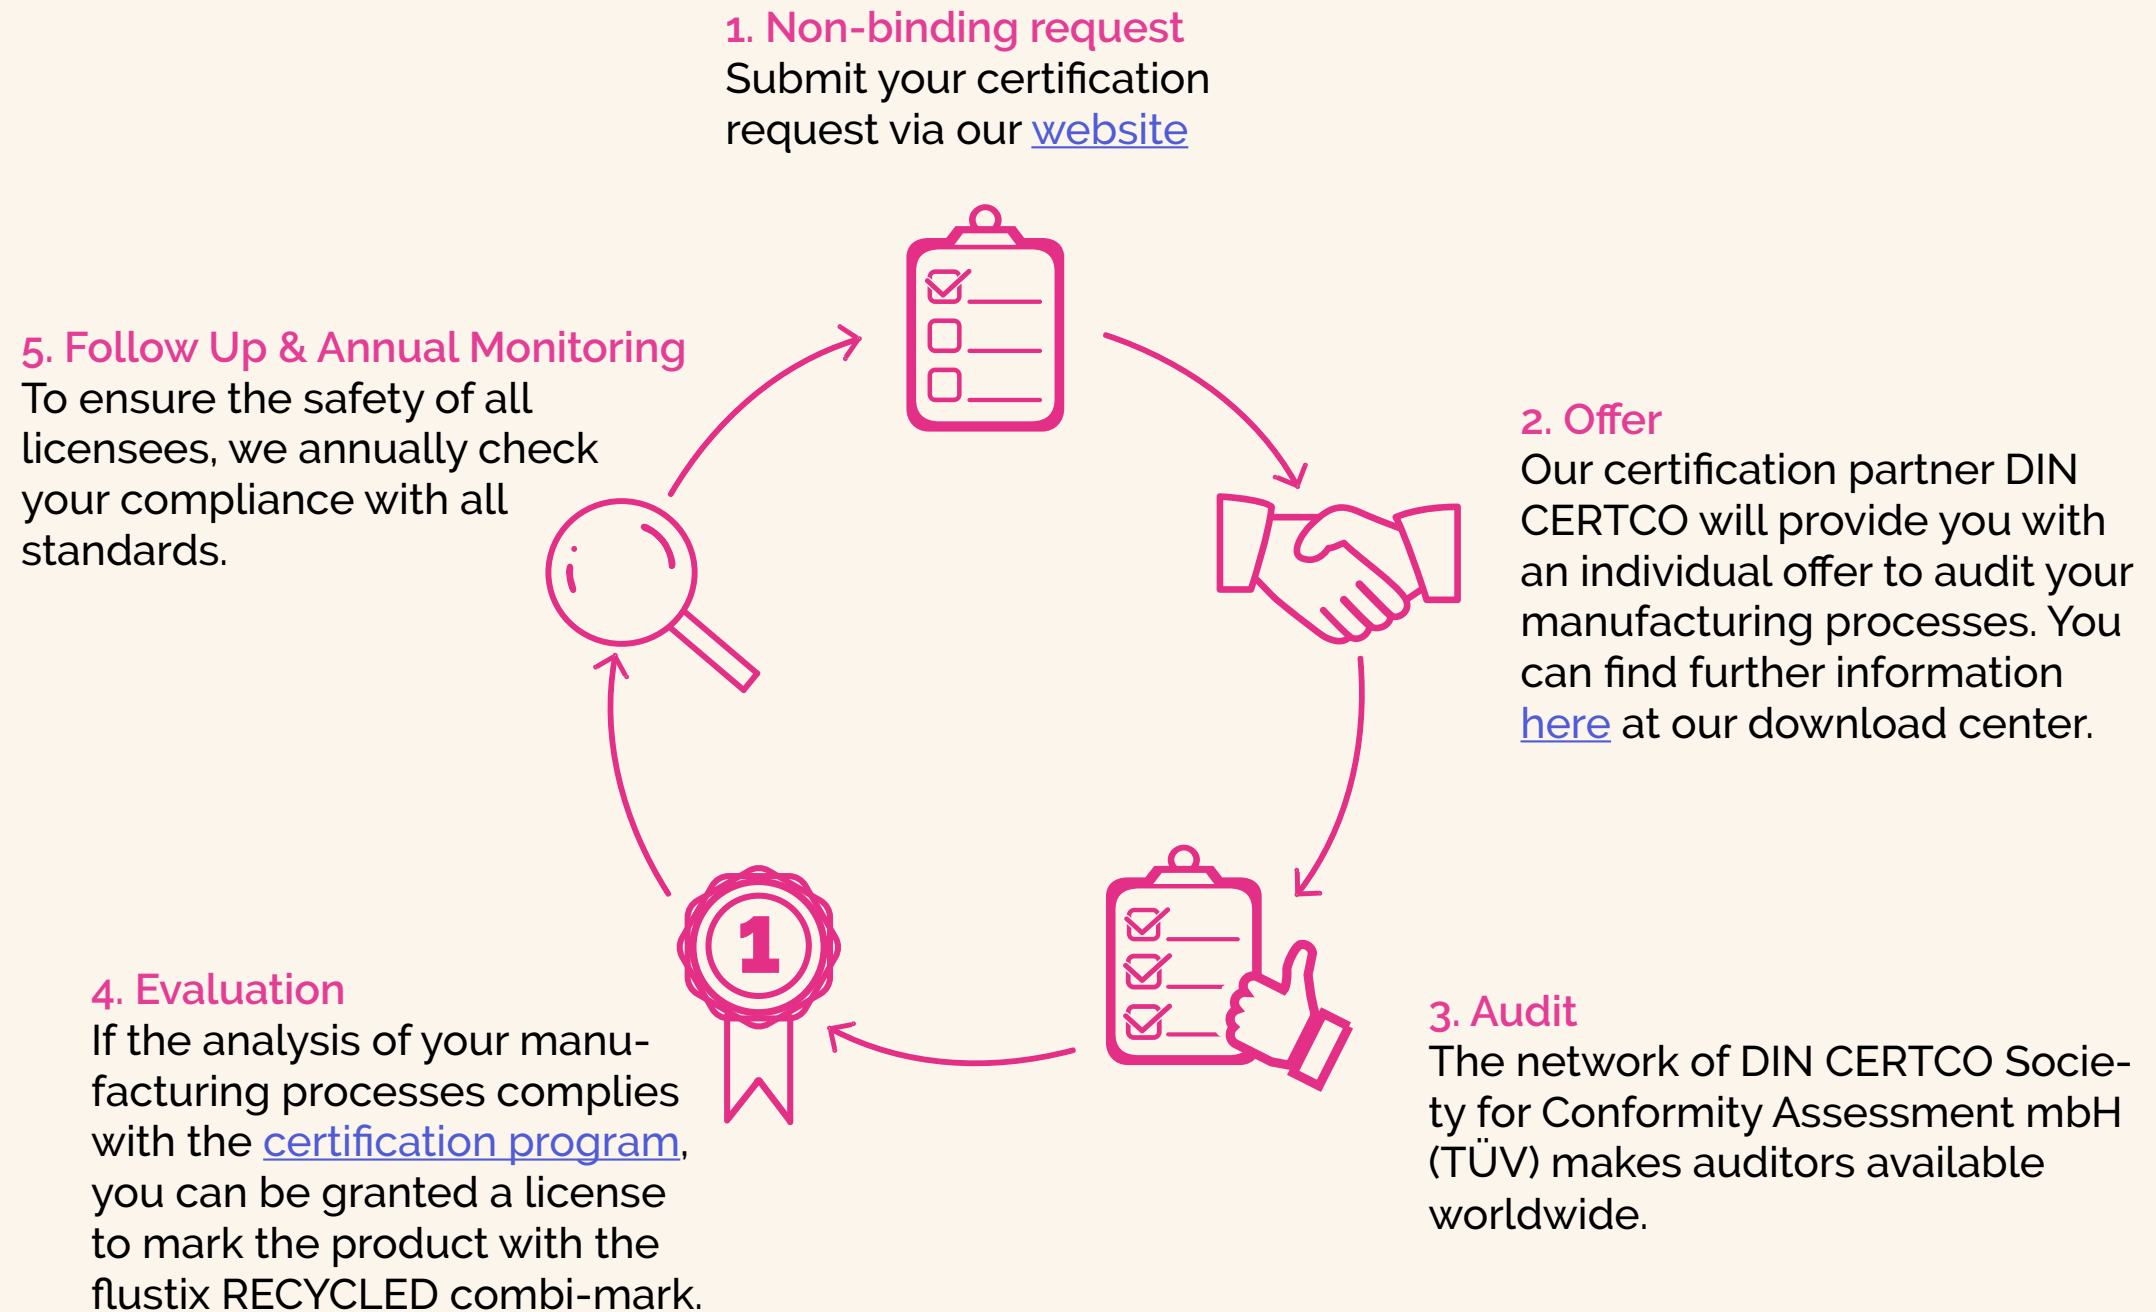 1. Non-binding request
Submit your certification
request via our website
2. Offer
Our certification partner DIN
CERTCO will provide you with
an individual offer to audit your
manufacturing processes. You
can find further information
here at our download center.
3. Audit
The network of DIN CERTCO Socie-
ty for Conformity Assessment mbH
(TÜV) makes auditors available
worldwide.
4. Evaluation
If the analysis of your manu-
facturing processes complies
with the certification program,
you can be granted a license
to mark the product with the
flustix RECYCLED combi-mark.
1
5. Follow Up & Annual Monitoring
To ensure the safety of all
licensees, we annually check
your compliance with all
standards.